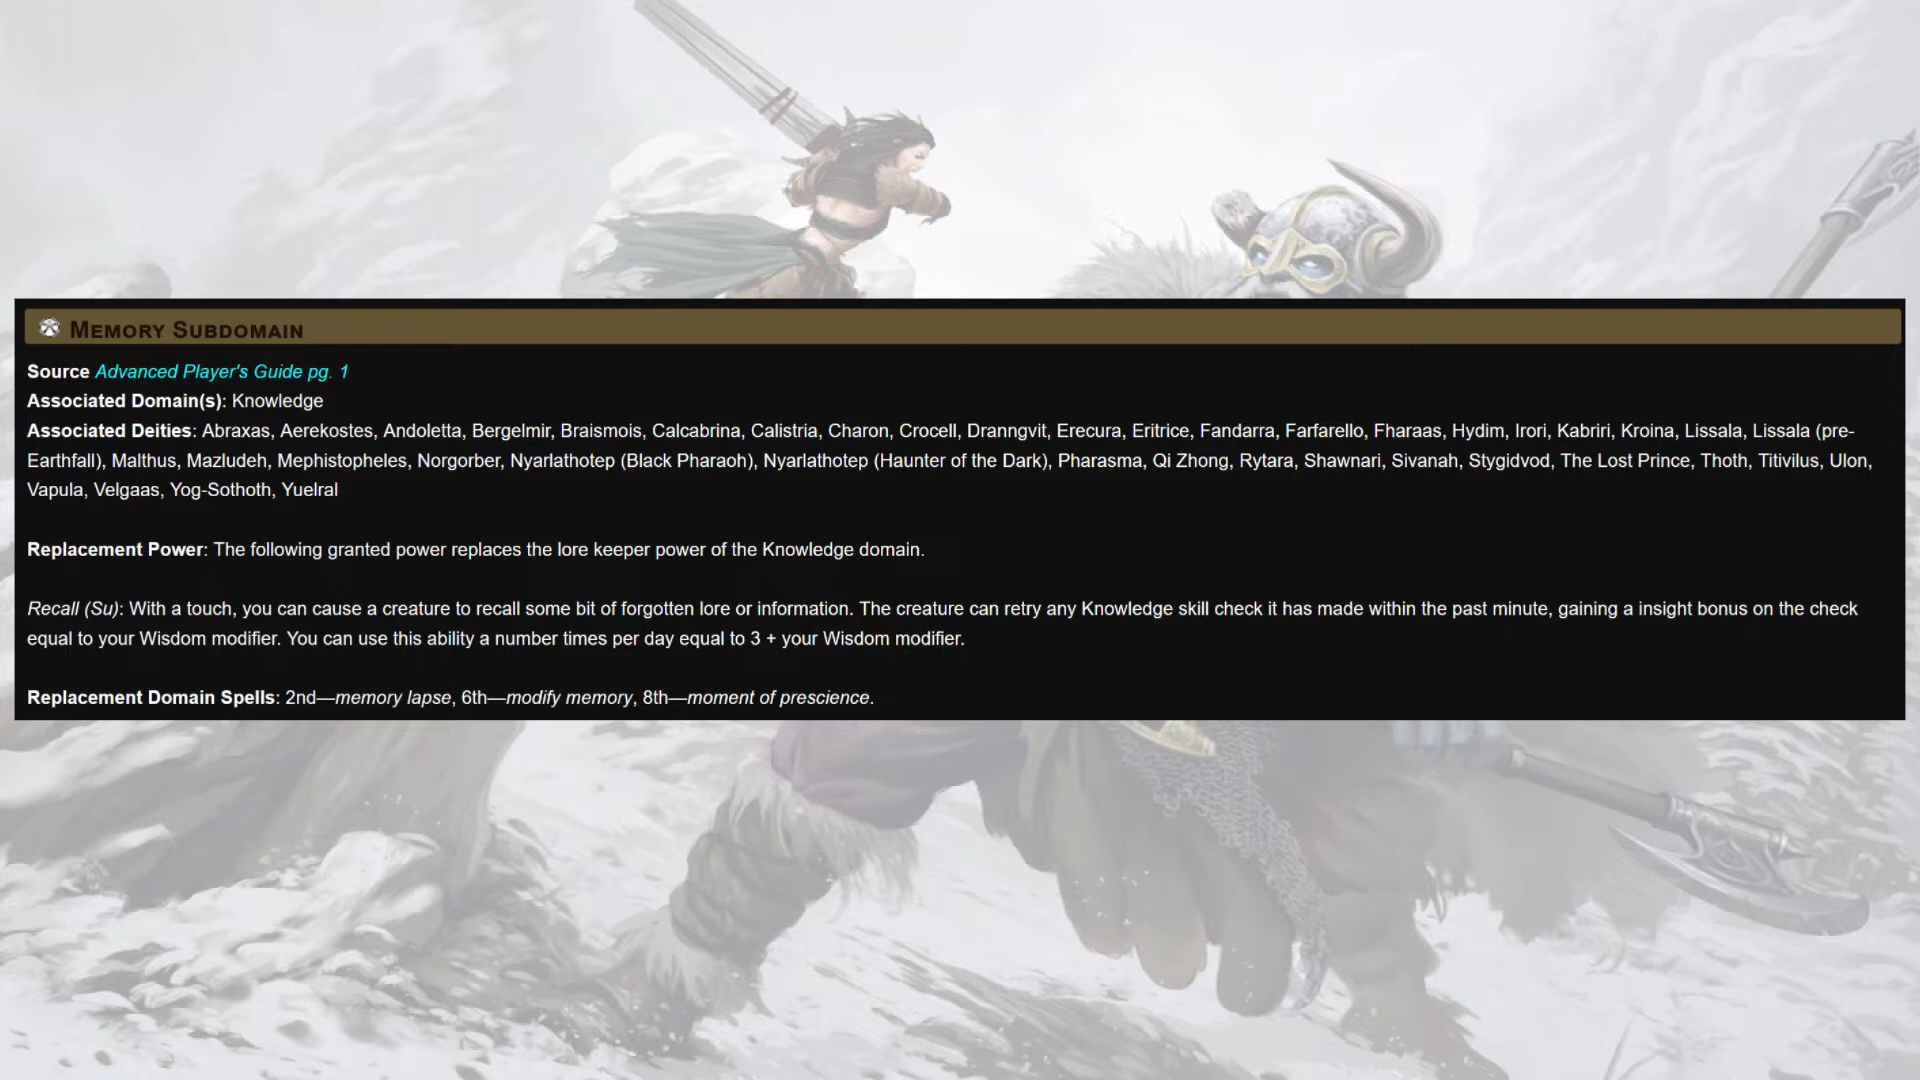 Memory Subdomain
Source Advanced Player's Guide pg. 1
Associated Domain(s): Knowledge
Associated Deities: Abraxas, Aerekostes, Andoletta, Bergelmir, Braismois, Calcabrina, Calistria, Charon, Crocell, Dranngvit, Erecura, Eritrice, Fandarra, Farfarello, Fharaas, Hydim, Irori, Kabriri, Kroina, Lissala, Lissala (pre-
Earthfall), Malthus, Mazludeh, Mephistopheles, Norgorber, Nyarlathotep (Black Pharaoh), Nyarlathotep (Haunter of the Dark), Pharasma, Qi Zhong, Rytara, Shawnari, Sivanah, Stygidvod, The Lost Prince, Thoth, Titivilus, Ulon,
Vapula, Velgaas, Yog-Sothoth, Yuelral
Replacement Power: The following granted power replaces the lore keeper power of the Knowledge domain.
Recall (Su): With a touch, you can cause a creature to recall some bit of forgotten lore or information. The creature can retry any Knowledge skill check it has made within the past minute, gaining a insight bonus on the check
equal to your Wisdom modifier. You can use this ability a number times per day equal to 3 + your Wisdom modifier.
Replacement Domain Spells: 2nd—memory lapse, 6th—modify memory, 8th—moment of prescience.